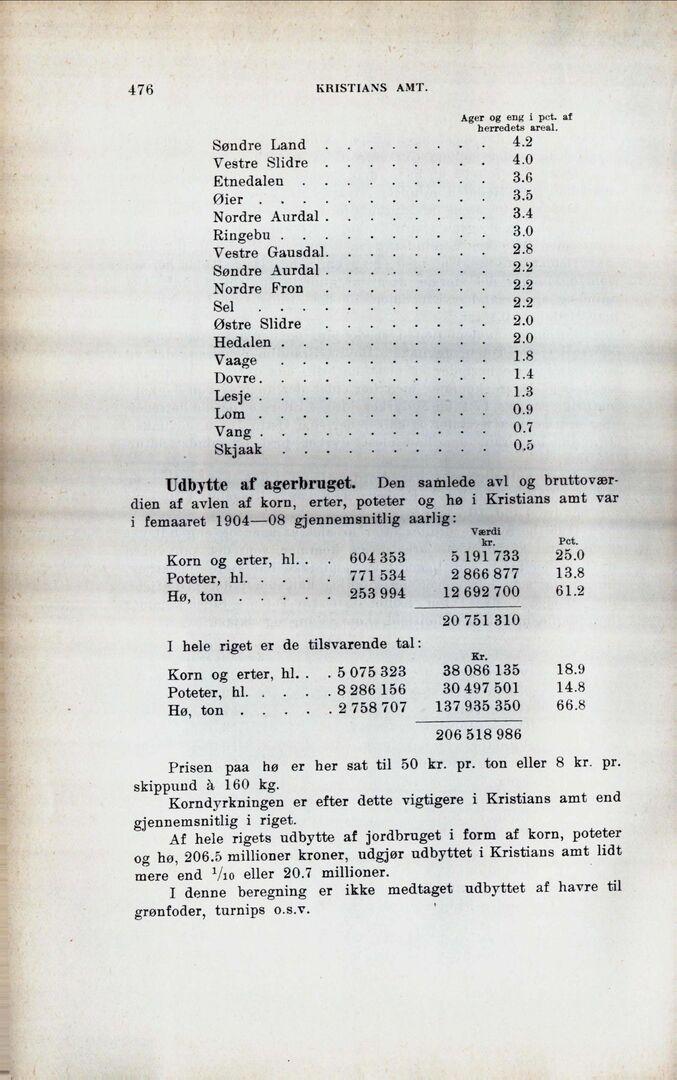 476 KRISTIANS AMT.
Ager og eng i pct. af
herredets areal.
Søndre Land . . . . . . . . 4.2
Vestre Slidre . . . . . . . . 4.0
Etnedalen . . . . . . . . . 3.6
Øier . . . . . . . . . . . 3.5
Nordre Aurdal . . . . . . . . 3.4
Ringebu . . . . . . . . . . 3.0
Vestre Gausdal. . . . . . . . 2.8
Søndre Aurdal . . . . . . . . 2.2
Nordre Fron . . . . . . . . 2.2
Sel . . . . . . . . . . . 2.2
Østre Slidre . . . . . . . . 2.0
Hedalen . . . . . . . . . . 2.0
Vaage . . . . . . . . . . 1.8
Dovre. . . . . . . . . . . 1.4
Lesje . . . . . . . . . . . 1.3
Lom . . . . . . . . . . . 0.9
Vang . . . . . . . . . . . 0.7
Skjaak . . . . . . . . . . 0.5
Udbytte af agerbruget. Den samlede avl og bruttovær-
dien af avlen af korn, erter, poteter og hø i Kristians amt var
i femaaret 1904—08 gjennemsnitlig aarlig:
Værdi
kr. Pct.
Korn og erter, hl. . . 604 353 5 191 733 25.0
Poteter, hl. . . . . 771 534 2 866 877 13.8
Hø, ton . . . . . 253 994 12 692 700 61.2
20 751 310
I hele riget er de tilsvarende tal:
Kr.
Korn og erter, hl. . . 5 075 323 38 086 135 18.9
Poteter, hl. . . . . 8 286 156 30 497 501 14.8
Hø, ton . . . . . 2 758 707 137 935 350 66.8
206 518 986
Prisen paa hø er her sat til 50 kr. pr. ton eller 8 kr. pr.
skippund à 160 kg.
Korndyrkningen er efter dette vigtigere i Kristians amt end
gjennemsnitlig i riget.
Af hele rigets udbytte af jordbruget i form af korn, poteter
og hø, 206.5 millioner kroner, udgjør udbyttet i Kristians amt lidt
mere end 1/10 eller 20.7 millioner.
I denne beregning er ikke medtaget udbyttet af havre til
grønfoder, turnips o.s.v.